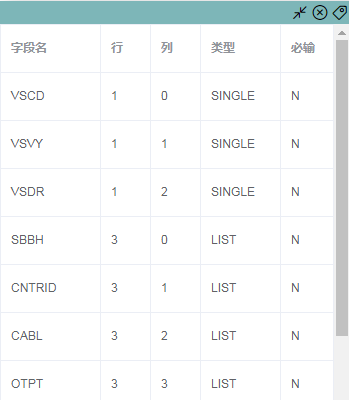 字段名 行 列 类型 必输
VSCD 1 0 SINGLE N
VSVY 1 1 SINGLE N
VSDR 1 2 SINGLE N
SBBH 3 0 LIST N
CNTRID 3 1 LIST N
CABL 3 2 LIST N
OTPT 3 3 LIST N